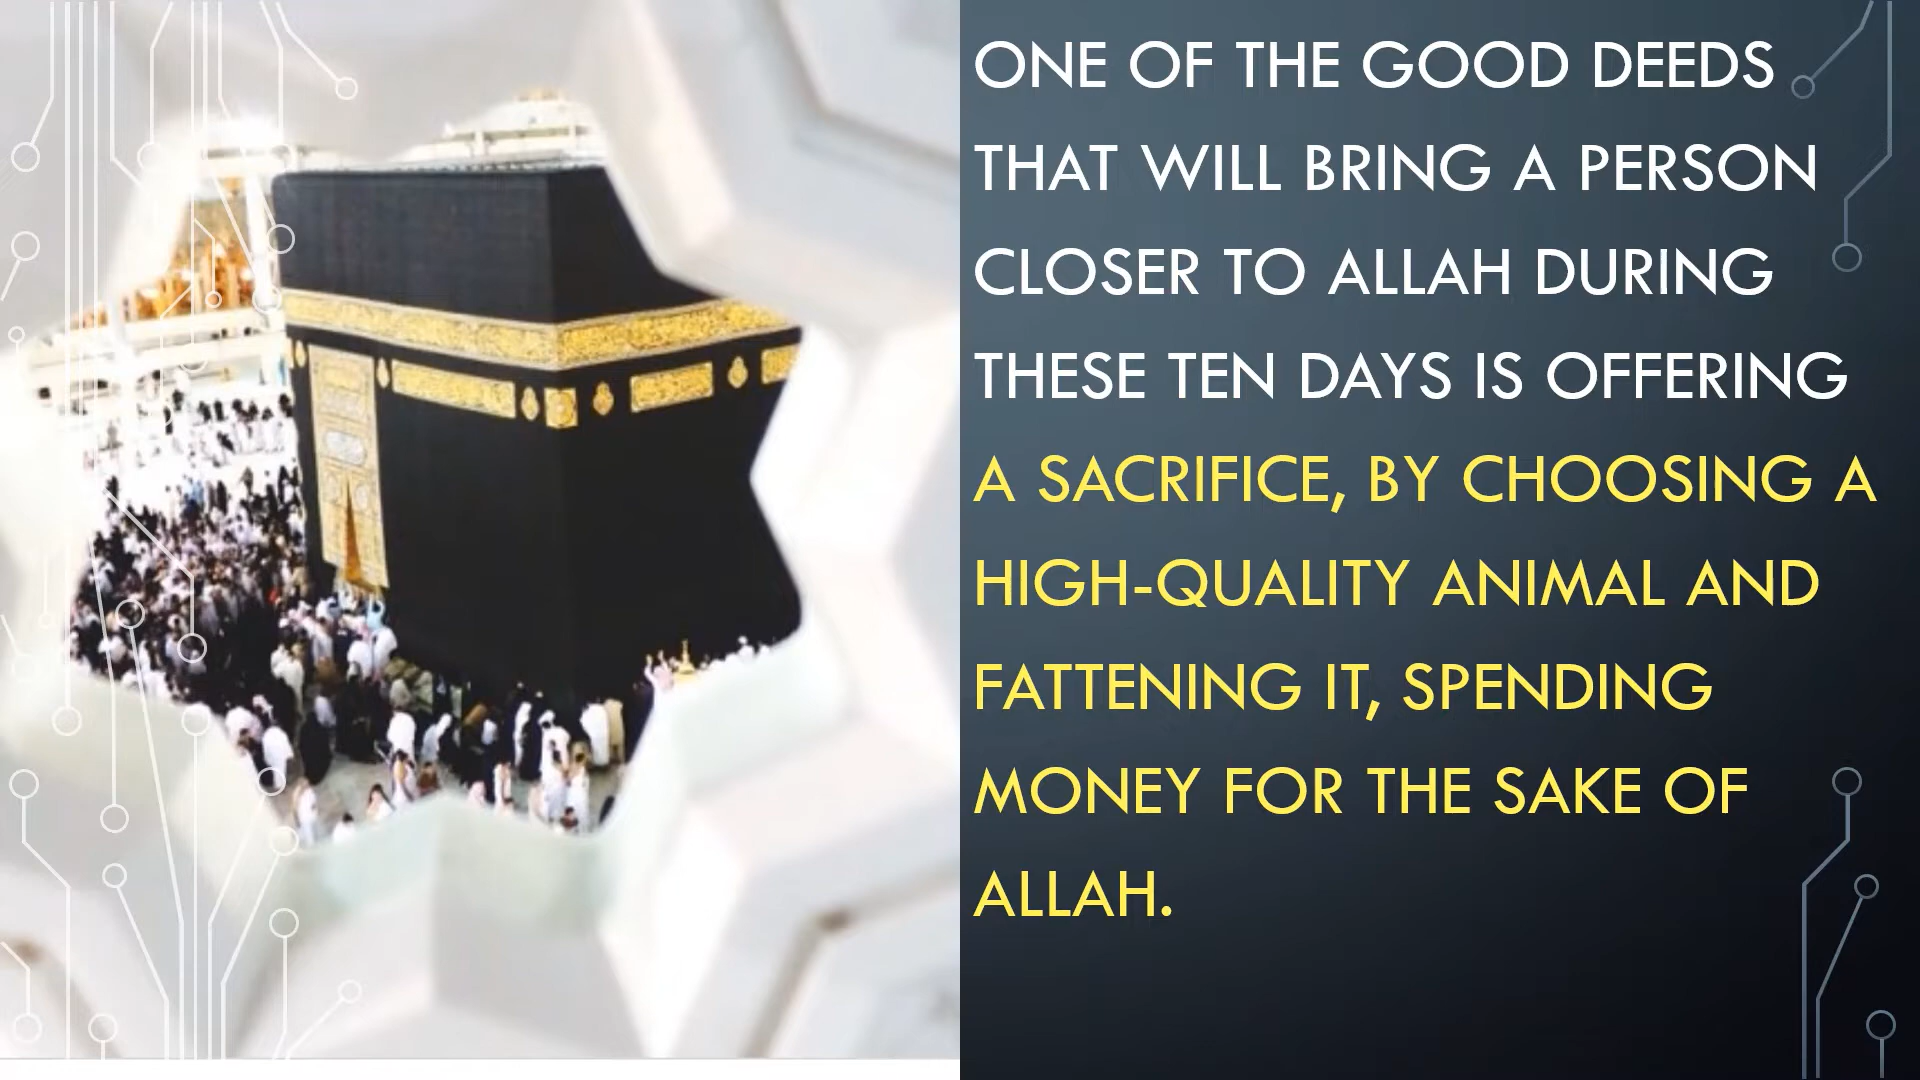 ONE OF THE GOOD DEEDS
THAT WILL BRING A PERSON
CLOSER TO ALLAH DURING
THESE TEN DAYS IS OFFERING
A SACRIFICE, BY CHOOSING A
HIGH-QUALITY ANIMAL AND
FATTENING IT, SPENDING
MONEY FOR THE SAKE OF
ALLAH.